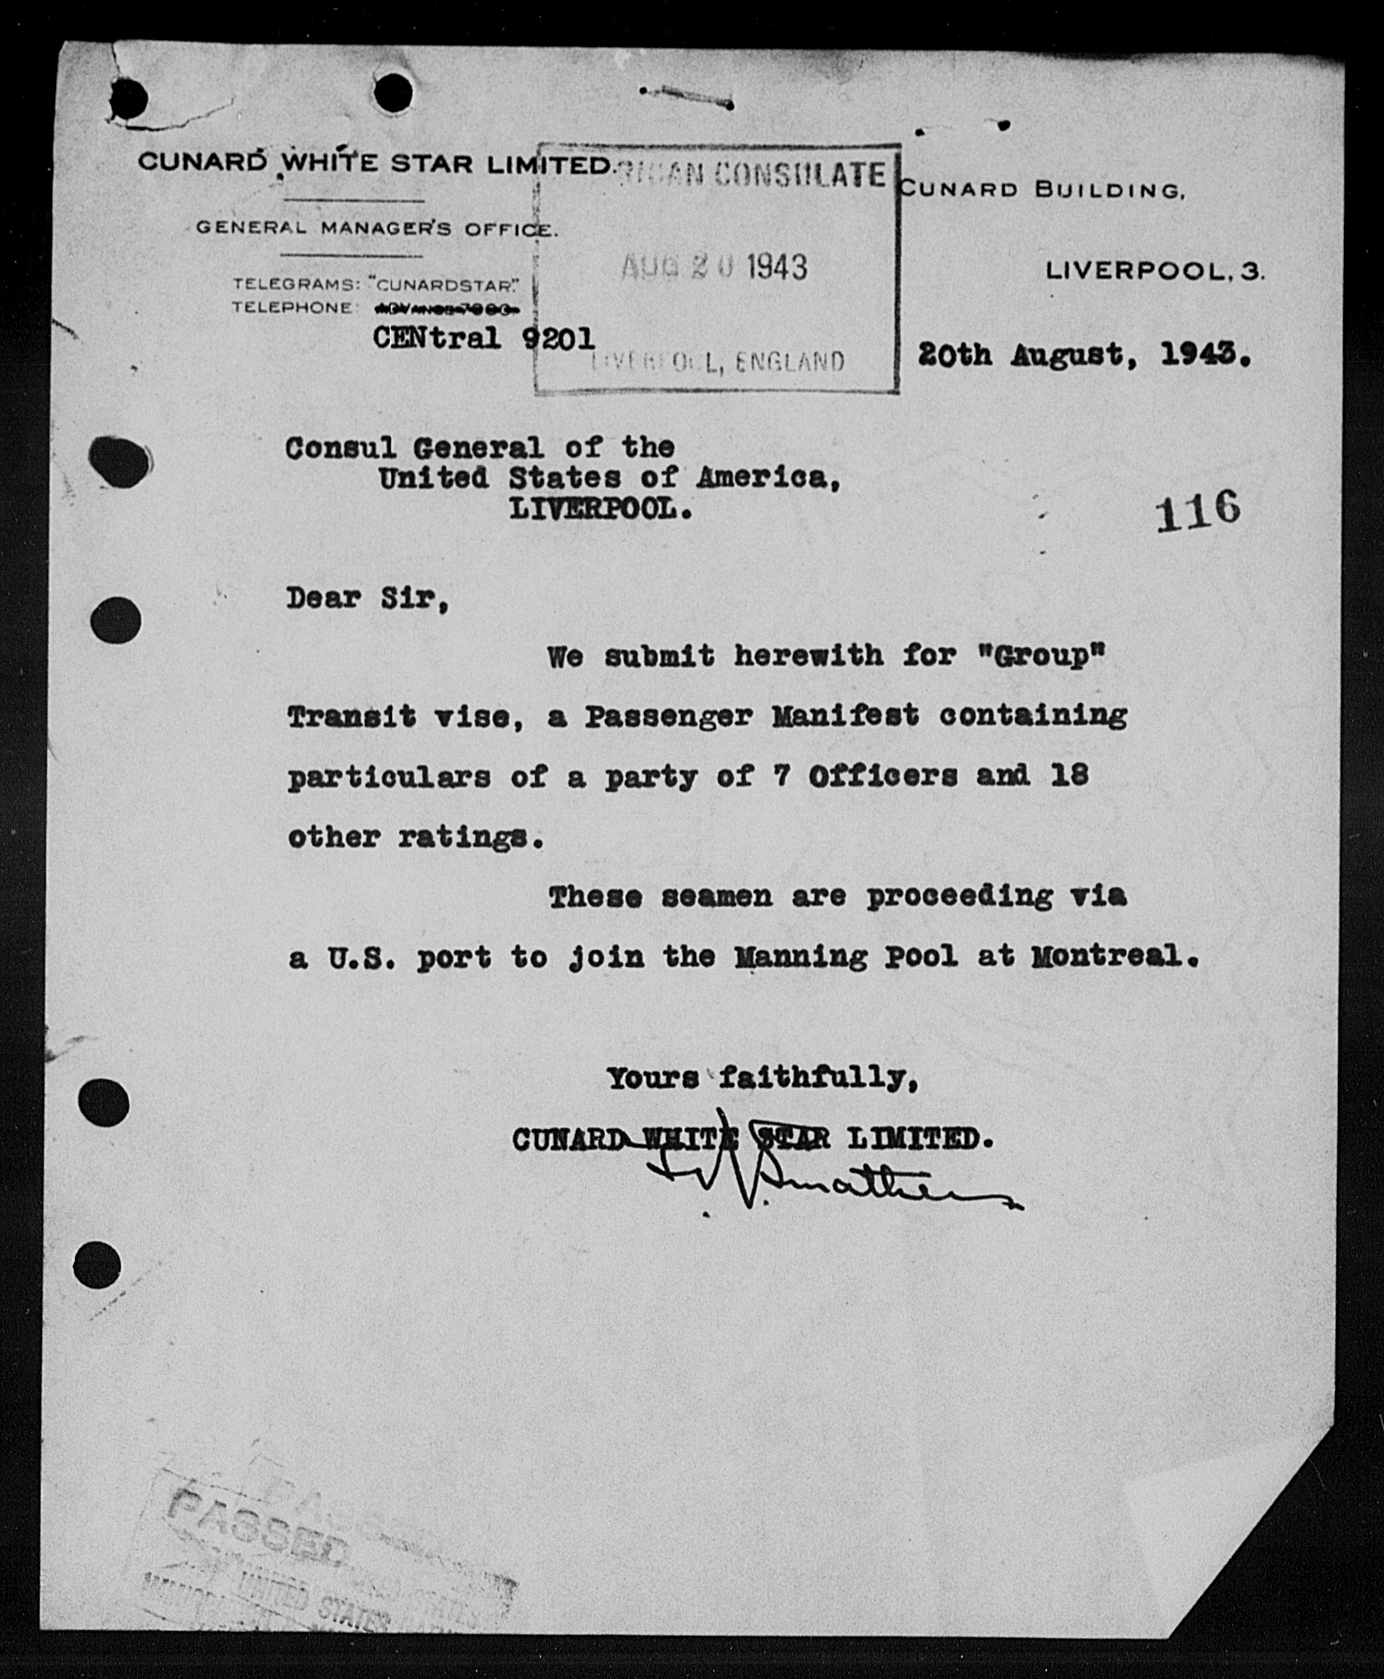 CUNARD WHITE STAR LIMITED.
GENERAL MANAGER'S OFFICE.
TELEGRAMS: "CUNARDSTAR."
TELEPHONE:
CENtral 9201
CONSULATE
AUG 20 1943
LIVERPOOL, ENGLAND
CUNARD BUILDING,
LIVERPOOL, 3.
20th August, 1943.
Consul General of the
United States of America,
LIVERPOOL.
116
Dear Sir,
We submit herewith for "Group"
Transit vise, a Passenger Manifest containing
particulars of a party of 7 Officers and 18
other ratings.
These seamen are proceeding via
a U.S. port to join the Manning Pool at Montreal.
Yours faithfully,
CUNARD WHITE STAR LIMITED.
PASSED
UNITED STATES